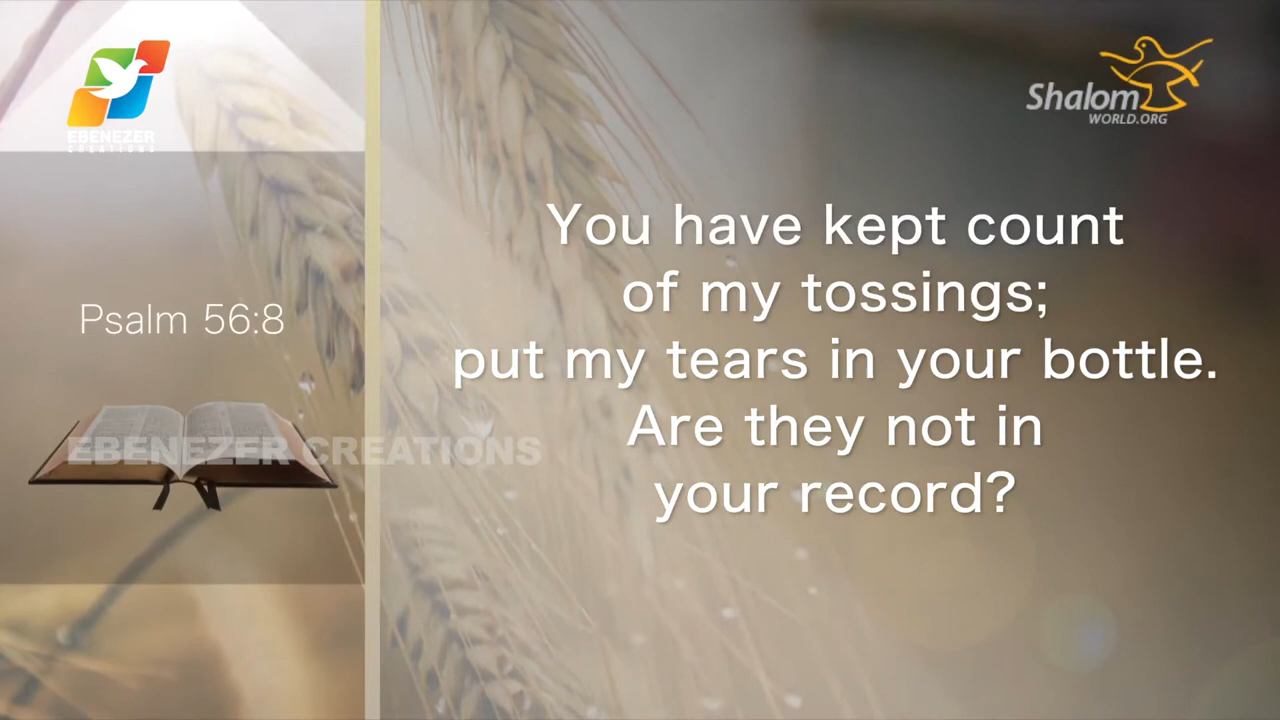 EBENEZER
CREATIONS
Shalom
WORLD.ORG
Psalm 56:8
You have kept count
of my tossings;
put my tears in your bottle.
Are they not in
your record?
EBENEZER CREATIONS